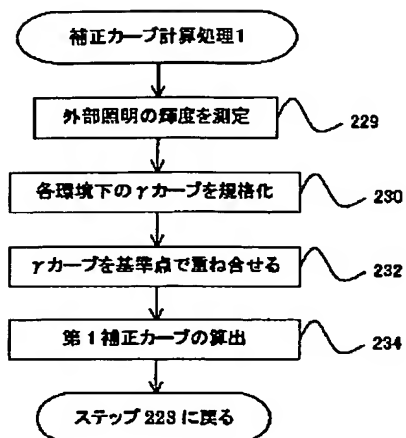 補正カーブ計算処理1
外部照明の輝度を測定
229
各環境下のγカーブを規格化
230
γカーブを基準点で重ね合せる
232
第1補正カーブの算出
234
ステップ223に戻る